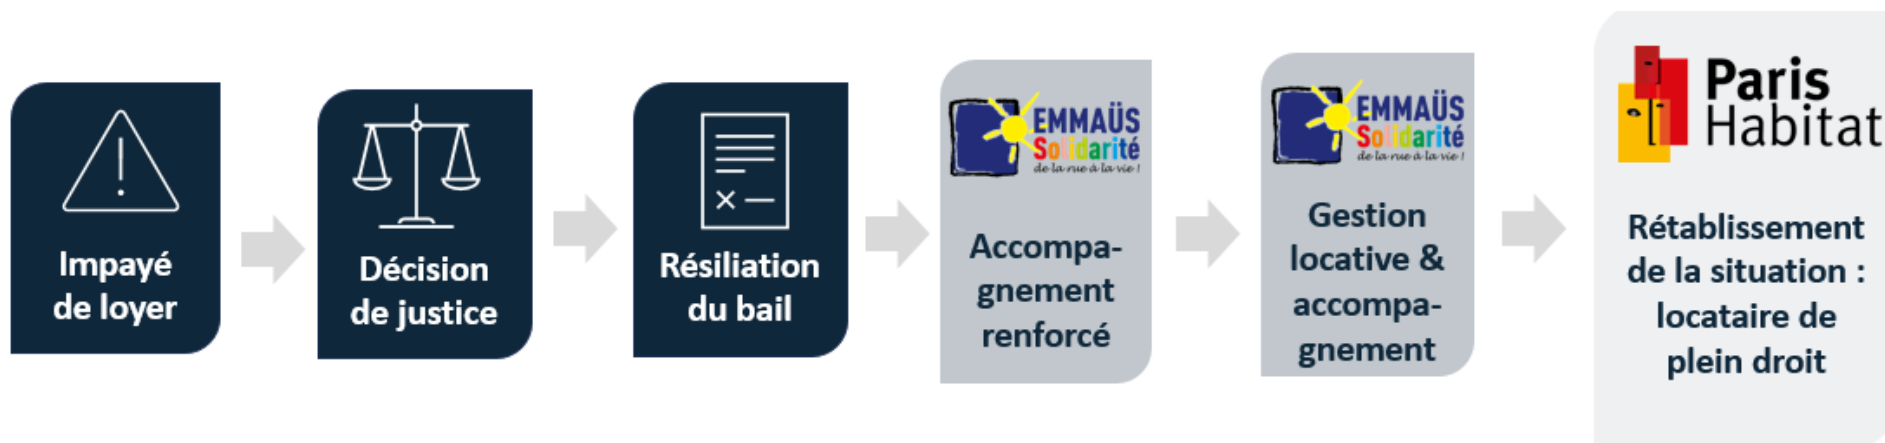 Impayé
de loyer
Décision
de justice
Résiliation
du bail
EMMAÜS
Solidarité
de la rue à la vie !
Accompa-
gnement
renforcé
EMMAÜS
Solidarité
de la rue à la vie !
Gestion
locative &
accompa-
gnement
Paris
Habitat
Rétablissement
de la situation :
locataire de
plein droit